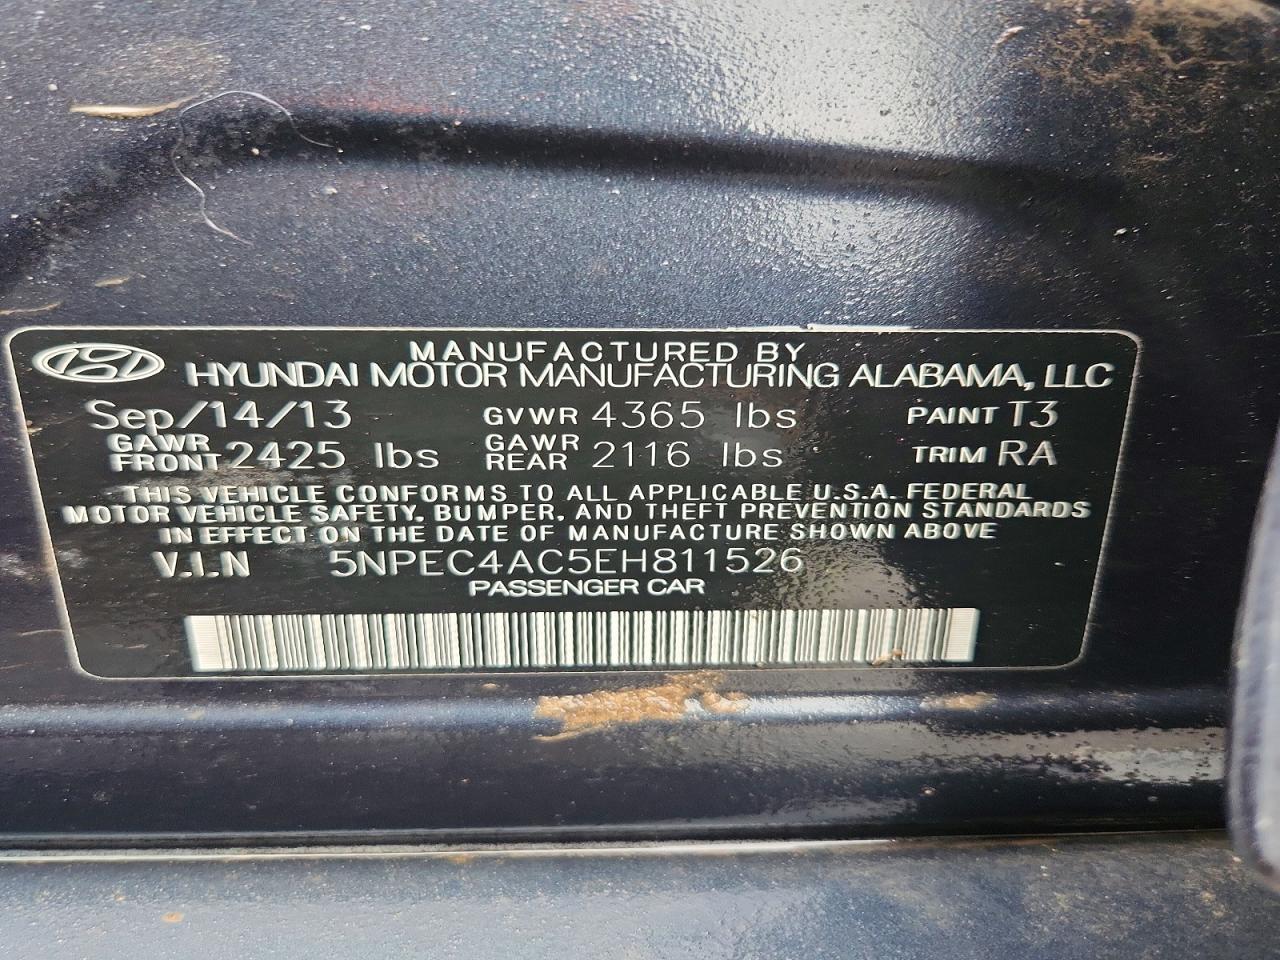 MANUFACTURED BY
HYUNDAI MOTOR MANUFACTURING ALABAMA, LLC
Sep/14/13 GVWR 4365 lbs PAINT T3
GAWR FRONT 2425 lbs GAWR REAR 2116 lbs TRIM RA
THIS VEHICLE CONFORMS TO ALL APPLICABLE U.S.A. FEDERAL
MOTOR VEHICLE SAFETY, BUMPER, AND THEFT PREVENTION STANDARDS
IN EFFECT ON THE DATE OF MANUFACTURE SHOWN ABOVE
V.I.N 5NPEC4AC5EH811526
PASSENGER CAR